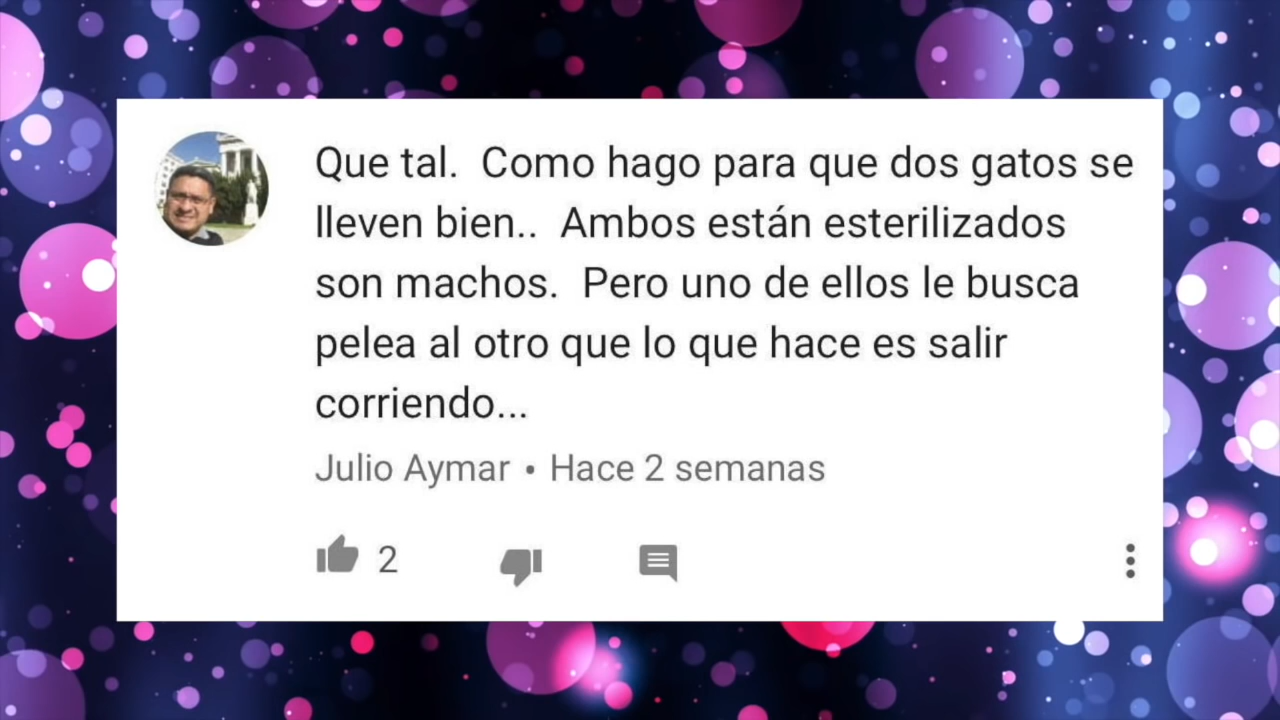 Que tal.  Como hago para que dos gatos se
lleven bien..  Ambos están esterilizados
son machos.  Pero uno de ellos le busca
pelea al otro que lo que hace es salir
corriendo...
Julio Aymar • Hace 2 semanas
2